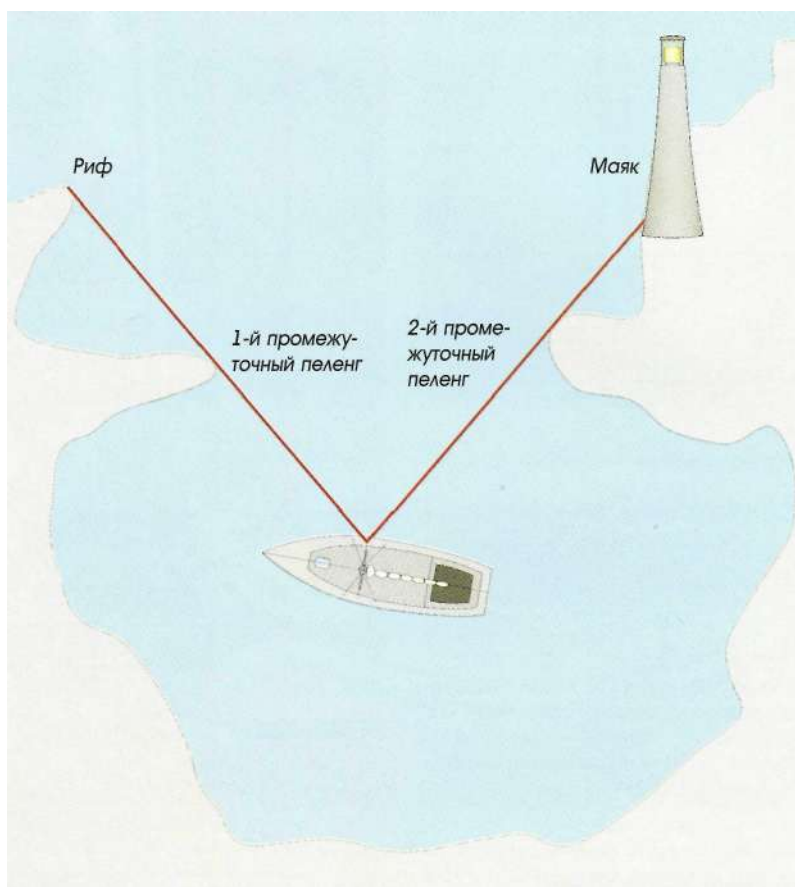 Риф
Маяк
1-й промежу-
точный пеленг
2-й проме-
жуточный
пеленг